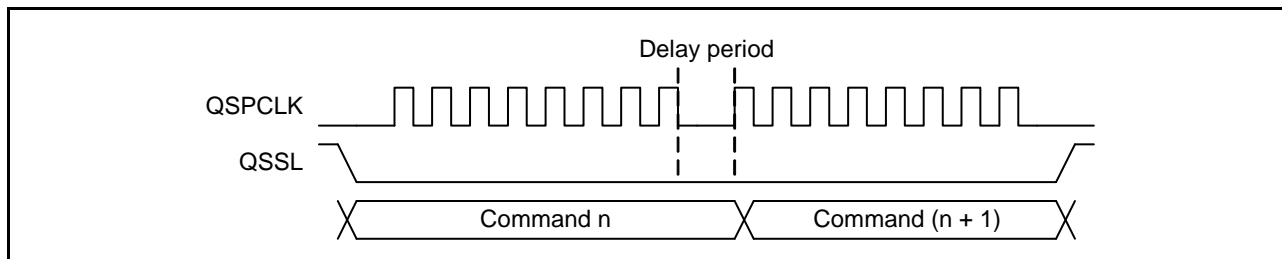 Delay period
QSPCLK
QSSL
Command n
Command (n + 1)